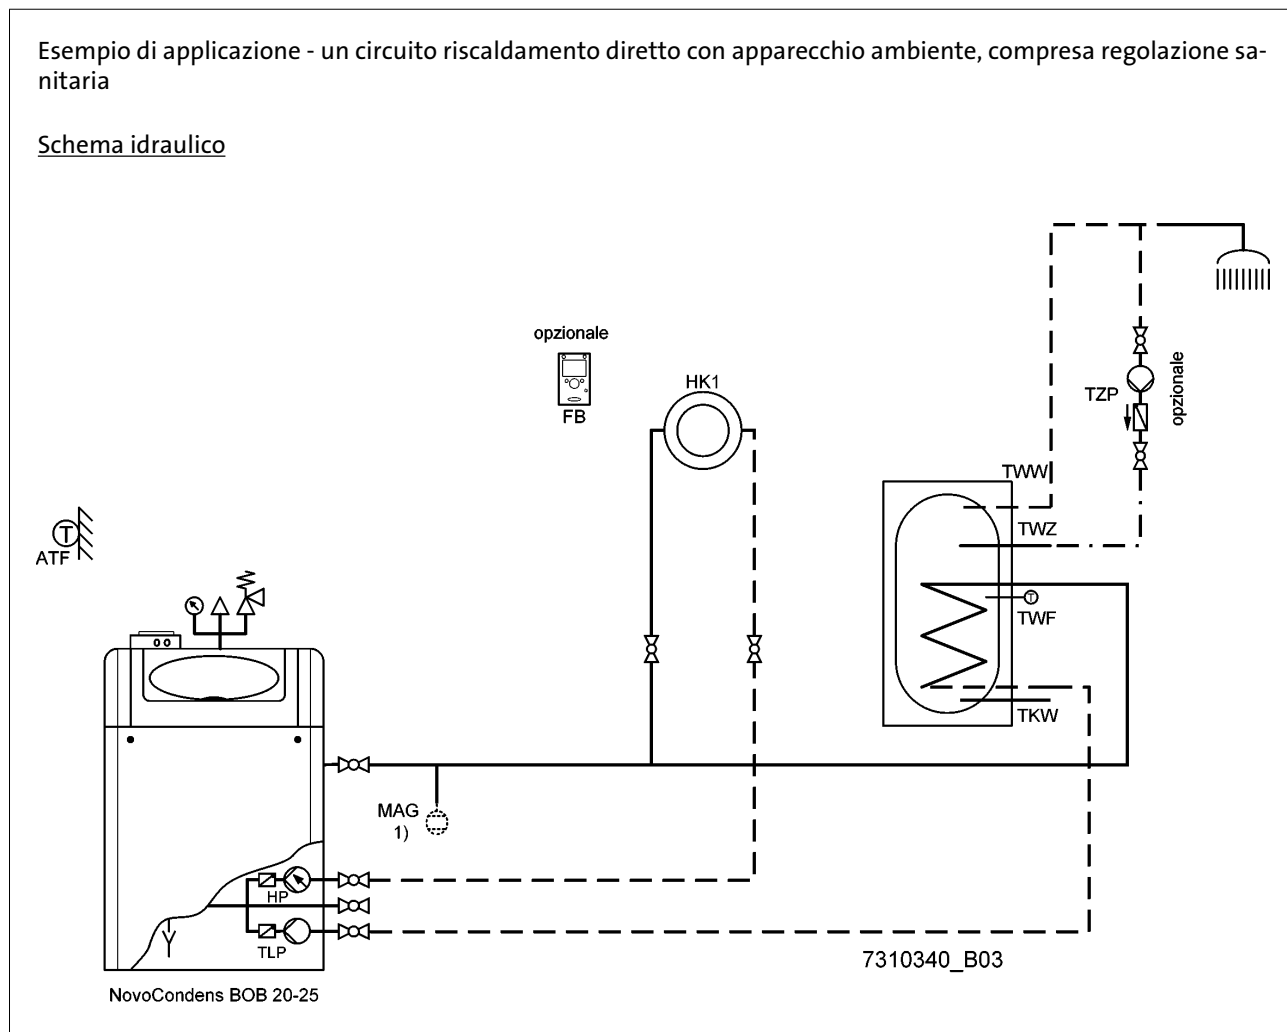 Esempio di applicazione - un circuito riscaldamento diretto con apparecchio ambiente, compresa regolazione sa-
nitaria
Schema idraulico
opzionale
FB
HK1
TZP
opzionale
TWW
TWZ
T
TWF
TKW
T
ATF
MAG
1)
HP
TLP
7310340_B03
NovoCondens BOB 20-25